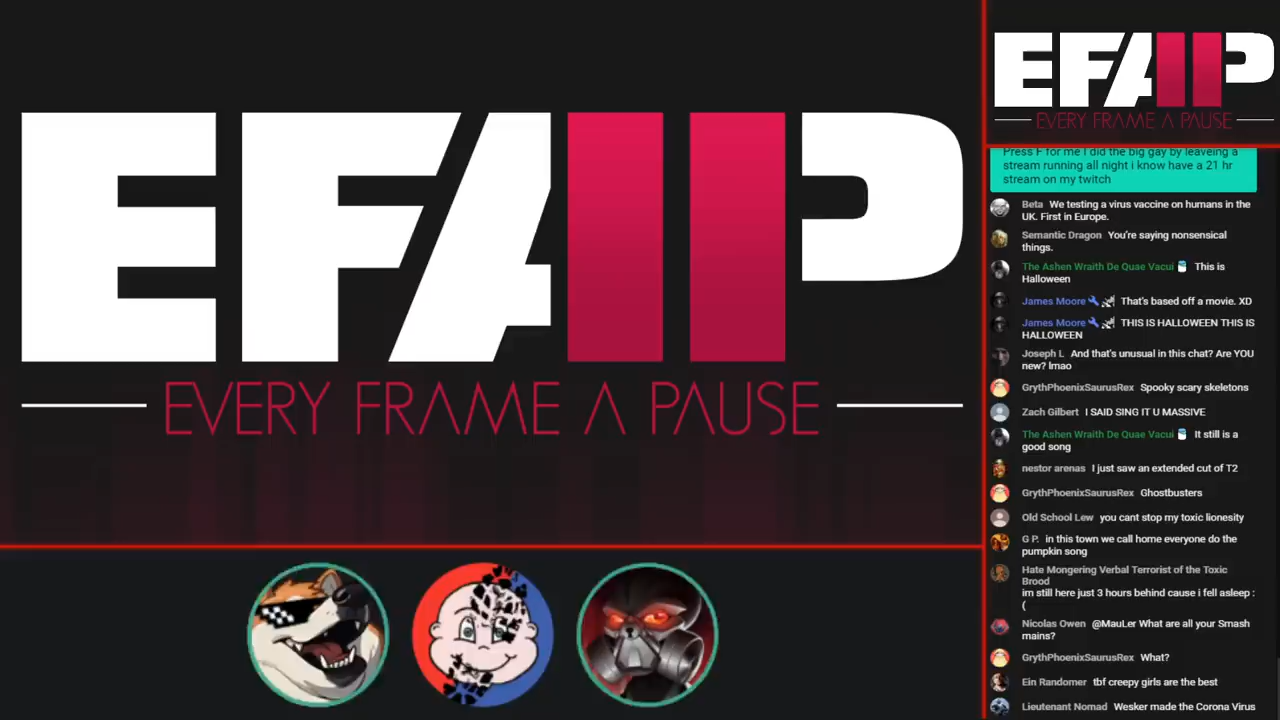 EFAP
EVERY FRAME A PAUSE
EFAP
EVERY FRAME A PAUSE
Press F for me I did the big gay by leaveing a
stream running all night i know have a 21 hr
stream on my twitch
Beta We testing a virus vaccine on humans in the
UK. First in Europe.
Semantic Dragon You're saying nonsensical
things.
The Ashen Wraith De Quae Vacui This is
Halloween
James Moore That's based off a movie. XD
James Moore THIS IS HALLOWEEN THIS IS
HALLOWEEN
Joseph L And that's unusual in this chat? Are YOU
new? lmao
GrythPhoenixSaurusRex Spooky scary skeletons
Zach Gilbert I SAID SING IT U MASSIVE
The Ashen Wraith De Quae Vacui It still is a
good song
nestor arenas I just saw an extended cut of T2
GrythPhoenixSaurusRex Ghostbusters
Old School Lew you cant stop my toxic lionesity
G P. in this town we call home everyone do the
pumpkin song
Hate Mongering Verbal Terrorist of the Toxic
Brood
im still here just 3 hours behind cause i fell asleep :
(
Nicolas Owen @MauLer What are all your Smash
mains?
GrythPhoenixSaurusRex What?
Ein Randomer tbf creepy girls are the best
Lieutenant Nomad Wesker made the Corona Virus